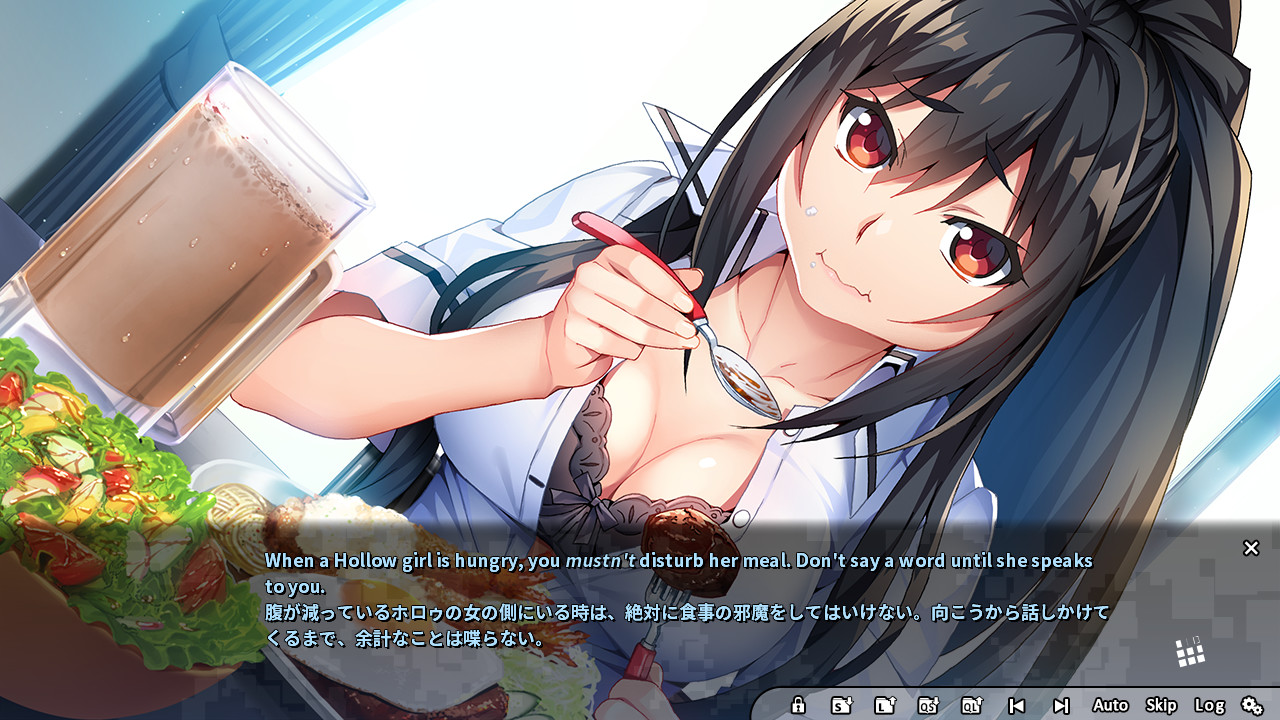 When a Hollow girl is hungry, you mustn't disturb her meal. Don't say a word until she speaks
to you.
腹が減っているホロゥの女の側にいる時は、絶対に食事の邪魔をしてはいけない。向こうから話しかけて
くるまで、余計なことは喋らない。
S L QS QL Auto Skip Log